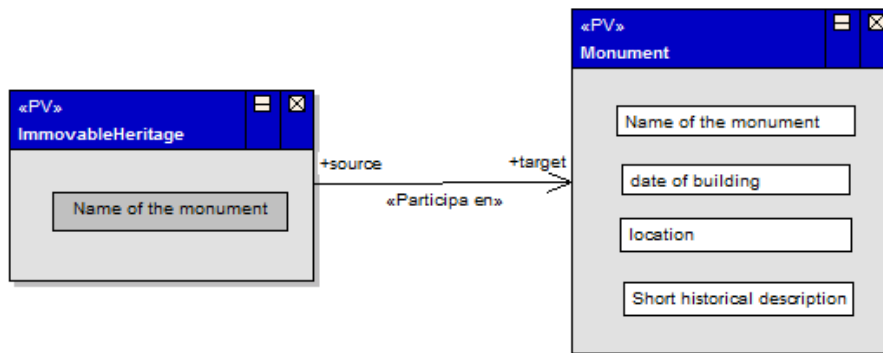 «PV»
ImmovableHeritage
Name of the monument
+source
+target
«Participa en»
«PV»
Monument
Name of the monument
date of building
location
Short historical description